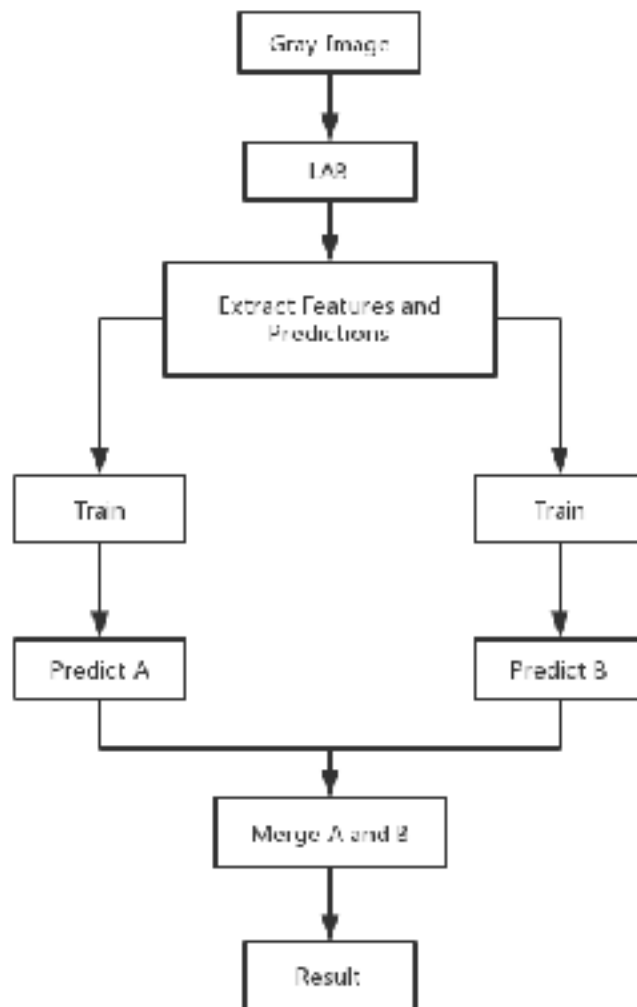 Gray Image
LAB
Extract Features and
Predictions
Train
Train
Predict A
Predict B
Merge A and B
Result